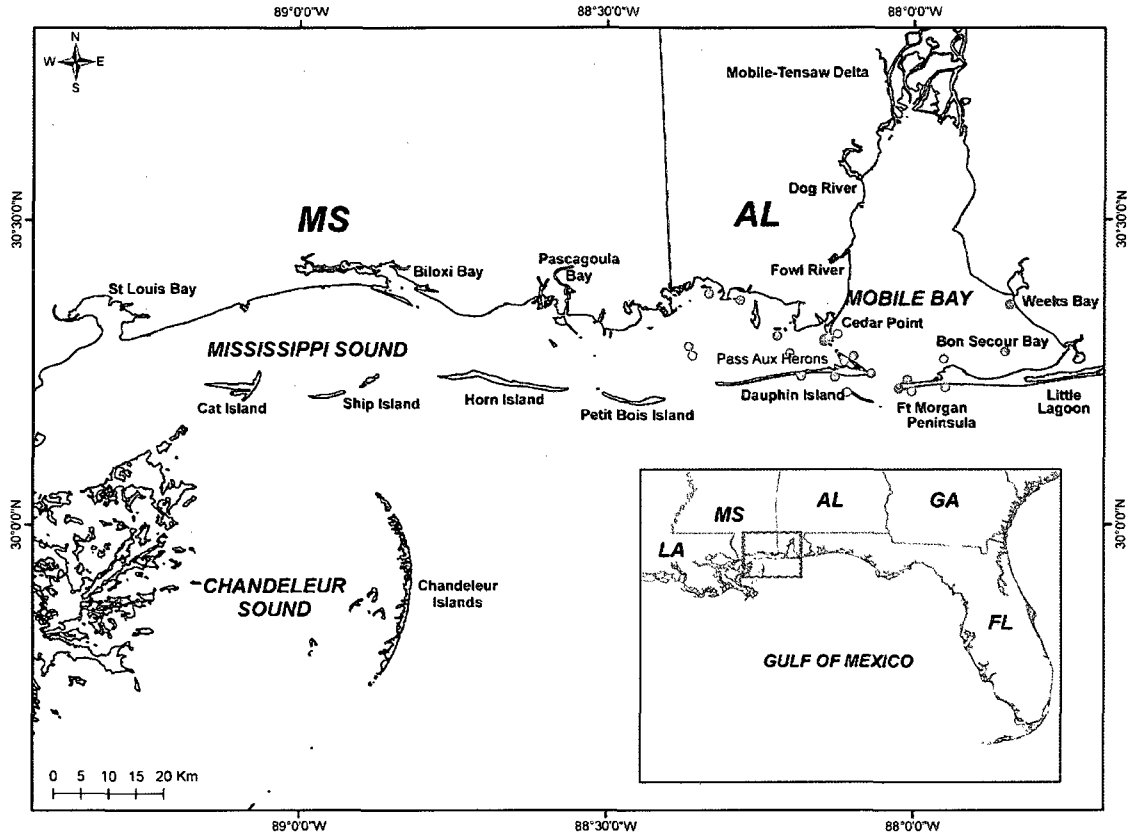 89°0'0"W
88°30'0"W
88°0'0"W
N
W E
S
Mobile-Tensaw Delta
30°30'0"N
30°30'0"N
Dog River
MS
AL
Pascagoula
Bay
Biloxi Bay
Fowl River
St Louis Bay
MOBILE BAY
Weeks Bay
Cedar Point
Bon Secour Bay
MISSISSIPPI SOUND
Pass Aux Herons
Cat Island
Ship Island
Horn Island
Petit Bois Island
Dauphin Island
Ft Morgan
Peninsula
Little
Lagoon
30°0'0"N
30°0'0"N
CHANDELEUR
SOUND
Chandeleur
Islands
MS
AL
GA
LA
FL
GULF OF MEXICO
0 5 10 15 20 Km
89°0'0"W
88°30'0"W
88°0'0"W